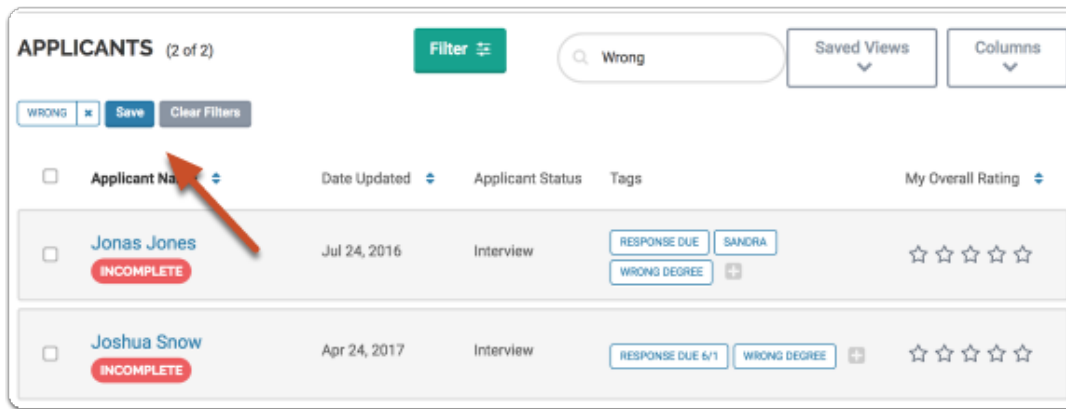 APPLICANTS (2 of 2)
Filter
Wrong
Saved Views
Columns
WRONG
Save
Clear Filters
Applicant Na
Date Updated
Applicant Status
Tags
My Overall Rating
Jonas Jones
INCOMPLETE
Jul 24, 2016
Interview
RESPONSE DUE
SANDRA
WRONG DEGREE
Joshua Snow
INCOMPLETE
Apr 24, 2017
Interview
RESPONSE DUE 6/1
WRONG DEGREE